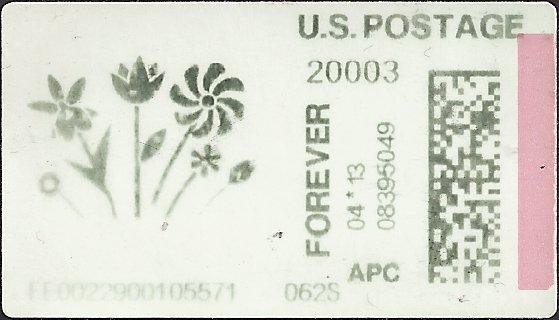 U.S. POSTAGE
20003
FOREVER
04*13
08395049
APC
FE0022900105571 062S